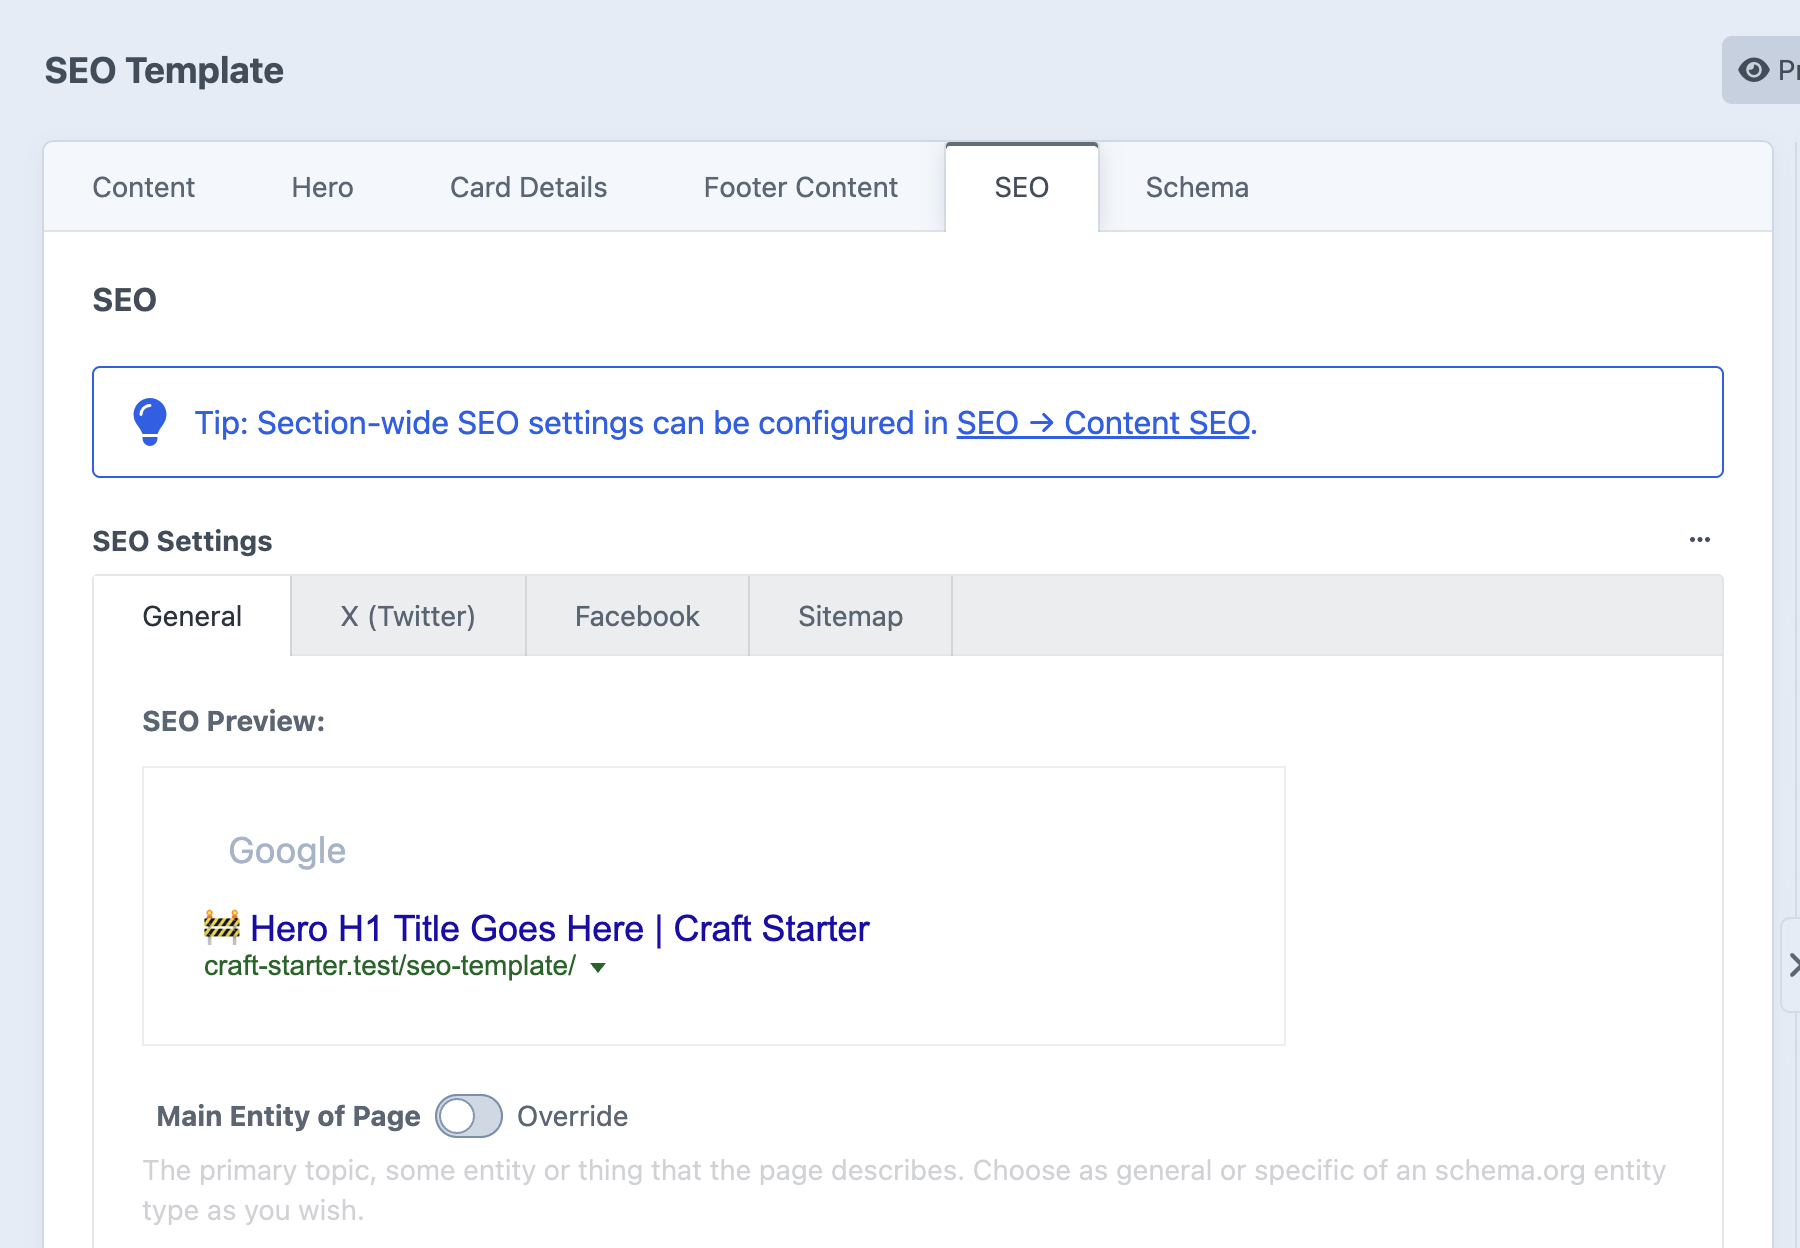 SEO Template
Content Hero Card Details Footer Content SEO Schema
SEO
Tip: Section-wide SEO settings can be configured in SEO → Content SEO.
SEO Settings
General X (Twitter) Facebook Sitemap
SEO Preview:
Google
🚧 Hero H1 Title Goes Here | Craft Starter
craft-starter.test/seo-template/
Main Entity of Page Override
The primary topic, some entity or thing that the page describes. Choose as general or specific of an schema.org entity
type as you wish.